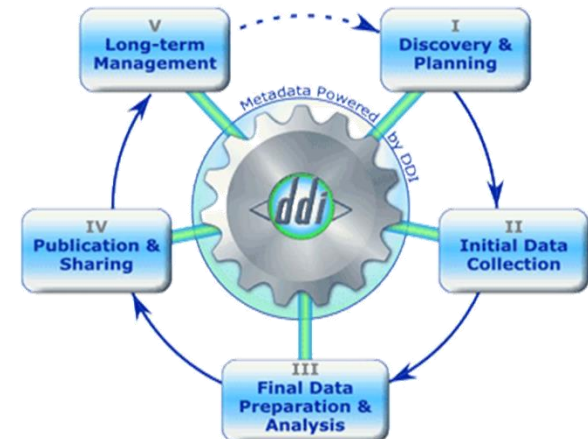 V
Long-term
Management
I
Discovery &
Planning
Metadata Powered by DDI
ddi
II
Initial Data
Collection
IV
Publication &
Sharing
III
Final Data
Preparation &
Analysis